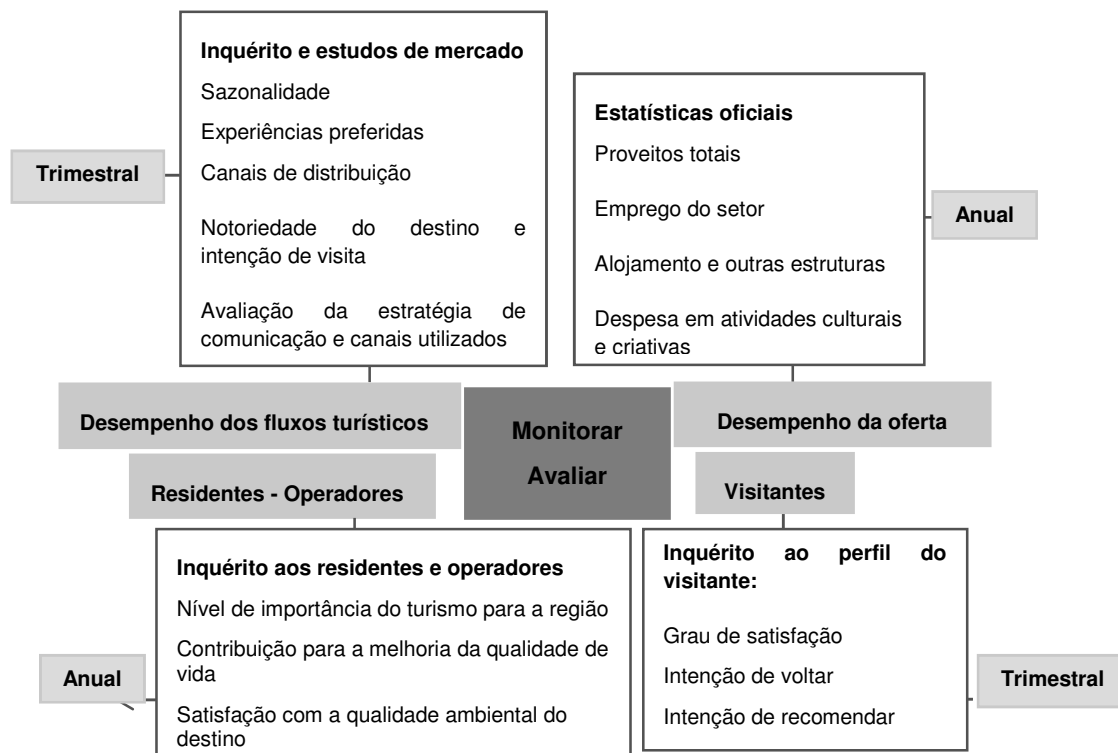 Inquérito e estudos de mercado
Sazonalidade
Experiências preferidas
Canais de distribuição
Notoriedade do destino e
intenção de visita
Avaliação da estratégia de
comunicação e canais utilizados
Trimestral
Estatísticas oficiais
Proveitos totais
Emprego do setor
Alojamento e outras estruturas
Despesa em atividades culturais
e criativas
Anual
Desempenho dos fluxos turísticos
Monitorar
Avaliar
Desempenho da oferta
Residentes - Operadores
Visitantes
Inquérito aos residentes e operadores
Nível de importância do turismo para a região
Contribuição para a melhoria da qualidade de
vida
Satisfação com a qualidade ambiental do
destino
Anual
Inquérito ao perfil do
visitante:
Grau de satisfação
Intenção de voltar
Intenção de recomendar
Trimestral